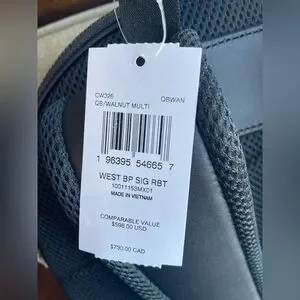 CW326 QBWAN
QB/WALNUT MULTI
1 96395 54665 7
WEST BP SIG RBT
10011153MX01
MADE IN VIETNAM
COMPARABLE VALUE
$598.00 USD
$730.00 CAD